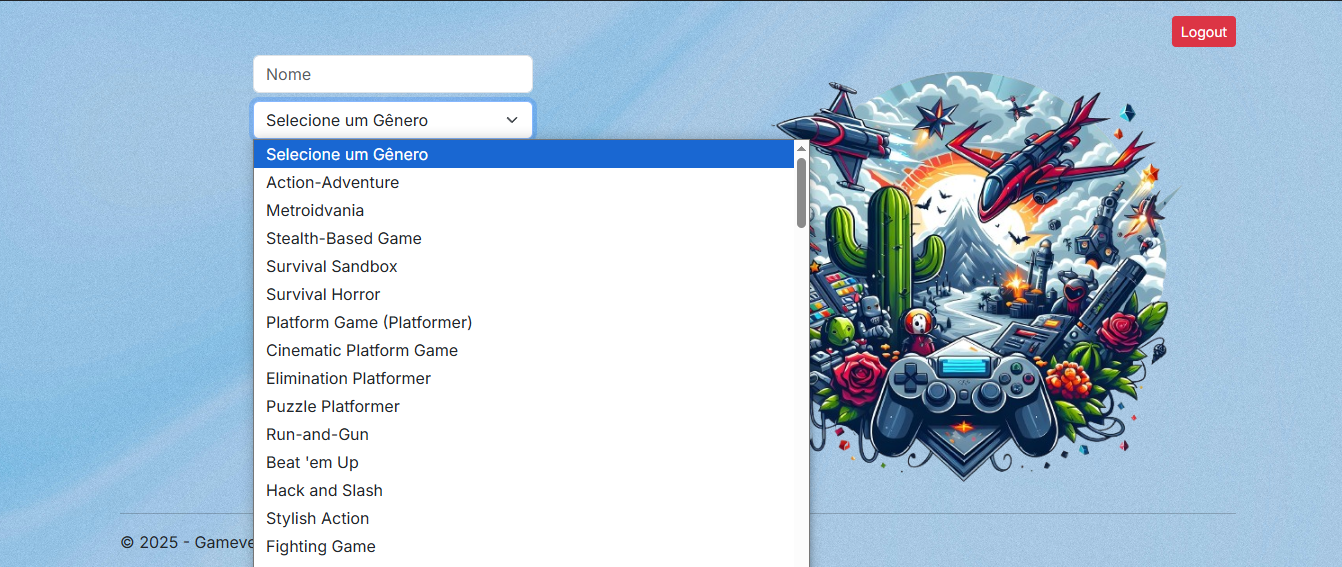 Logout
Nome
Selecione um Gênero
Selecione um Gênero
Action-Adventure
Metroidvania
Stealth-Based Game
Survival Sandbox
Survival Horror
Platform Game (Platformer)
Cinematic Platform Game
Elimination Platformer
Puzzle Platformer
Run-and-Gun
Beat 'em Up
Hack and Slash
Stylish Action
Fighting Game
© 2025 -